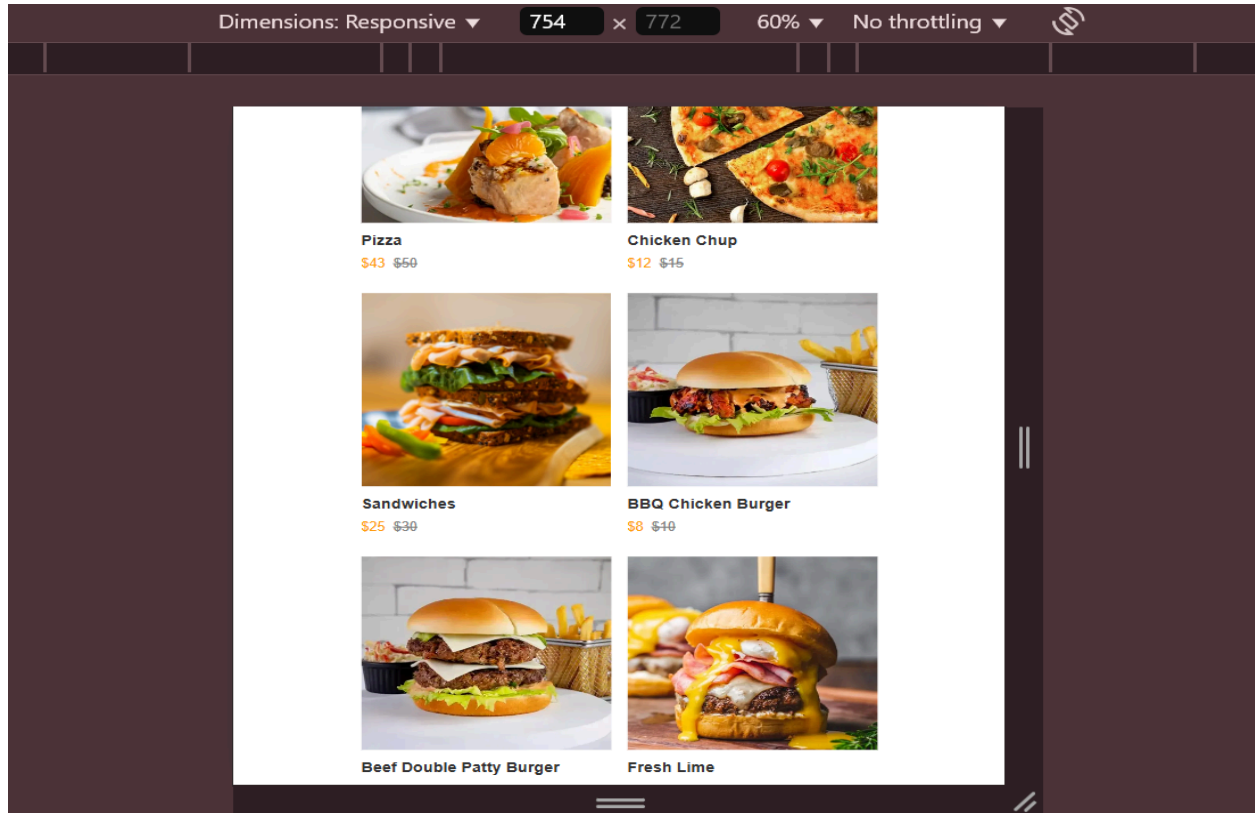 Dimensions: Responsive ▼ 754 × 772 60% ▼ No throttling ▼
Pizza Chicken Chup
$43 $50 $12 $15
Sandwiches BBQ Chicken Burger
$25 $30 $8 $10
Beef Double Patty Burger Fresh Lime